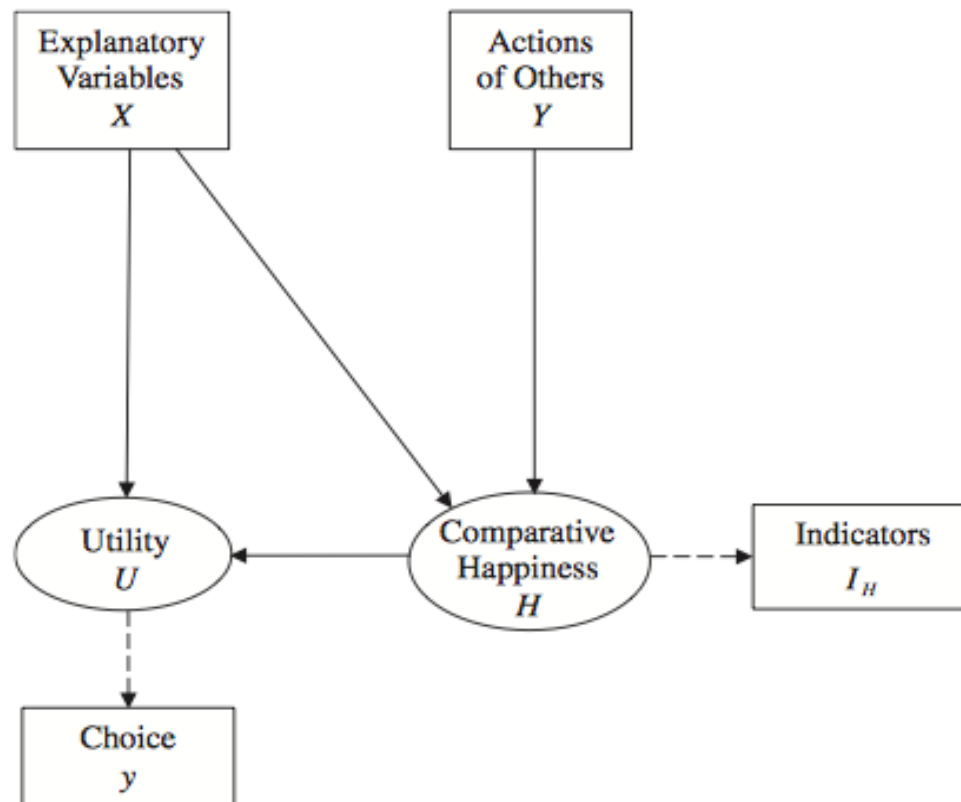 Explanatory
Variables
X
Actions
of Others
Y
Utility
U
Comparative
Happiness
H
Indicators
I_H
Choice
y